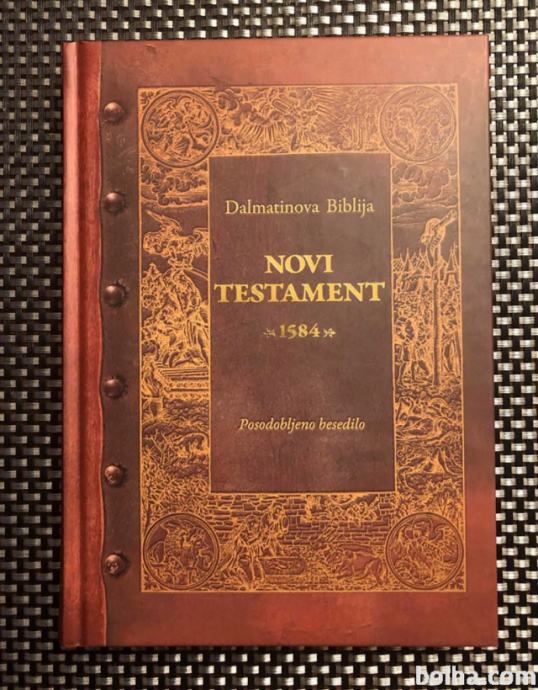 Dalmatinova Biblija
NOVI
TESTAMENT
1584
Posodobljeno besedilo
bolha.com